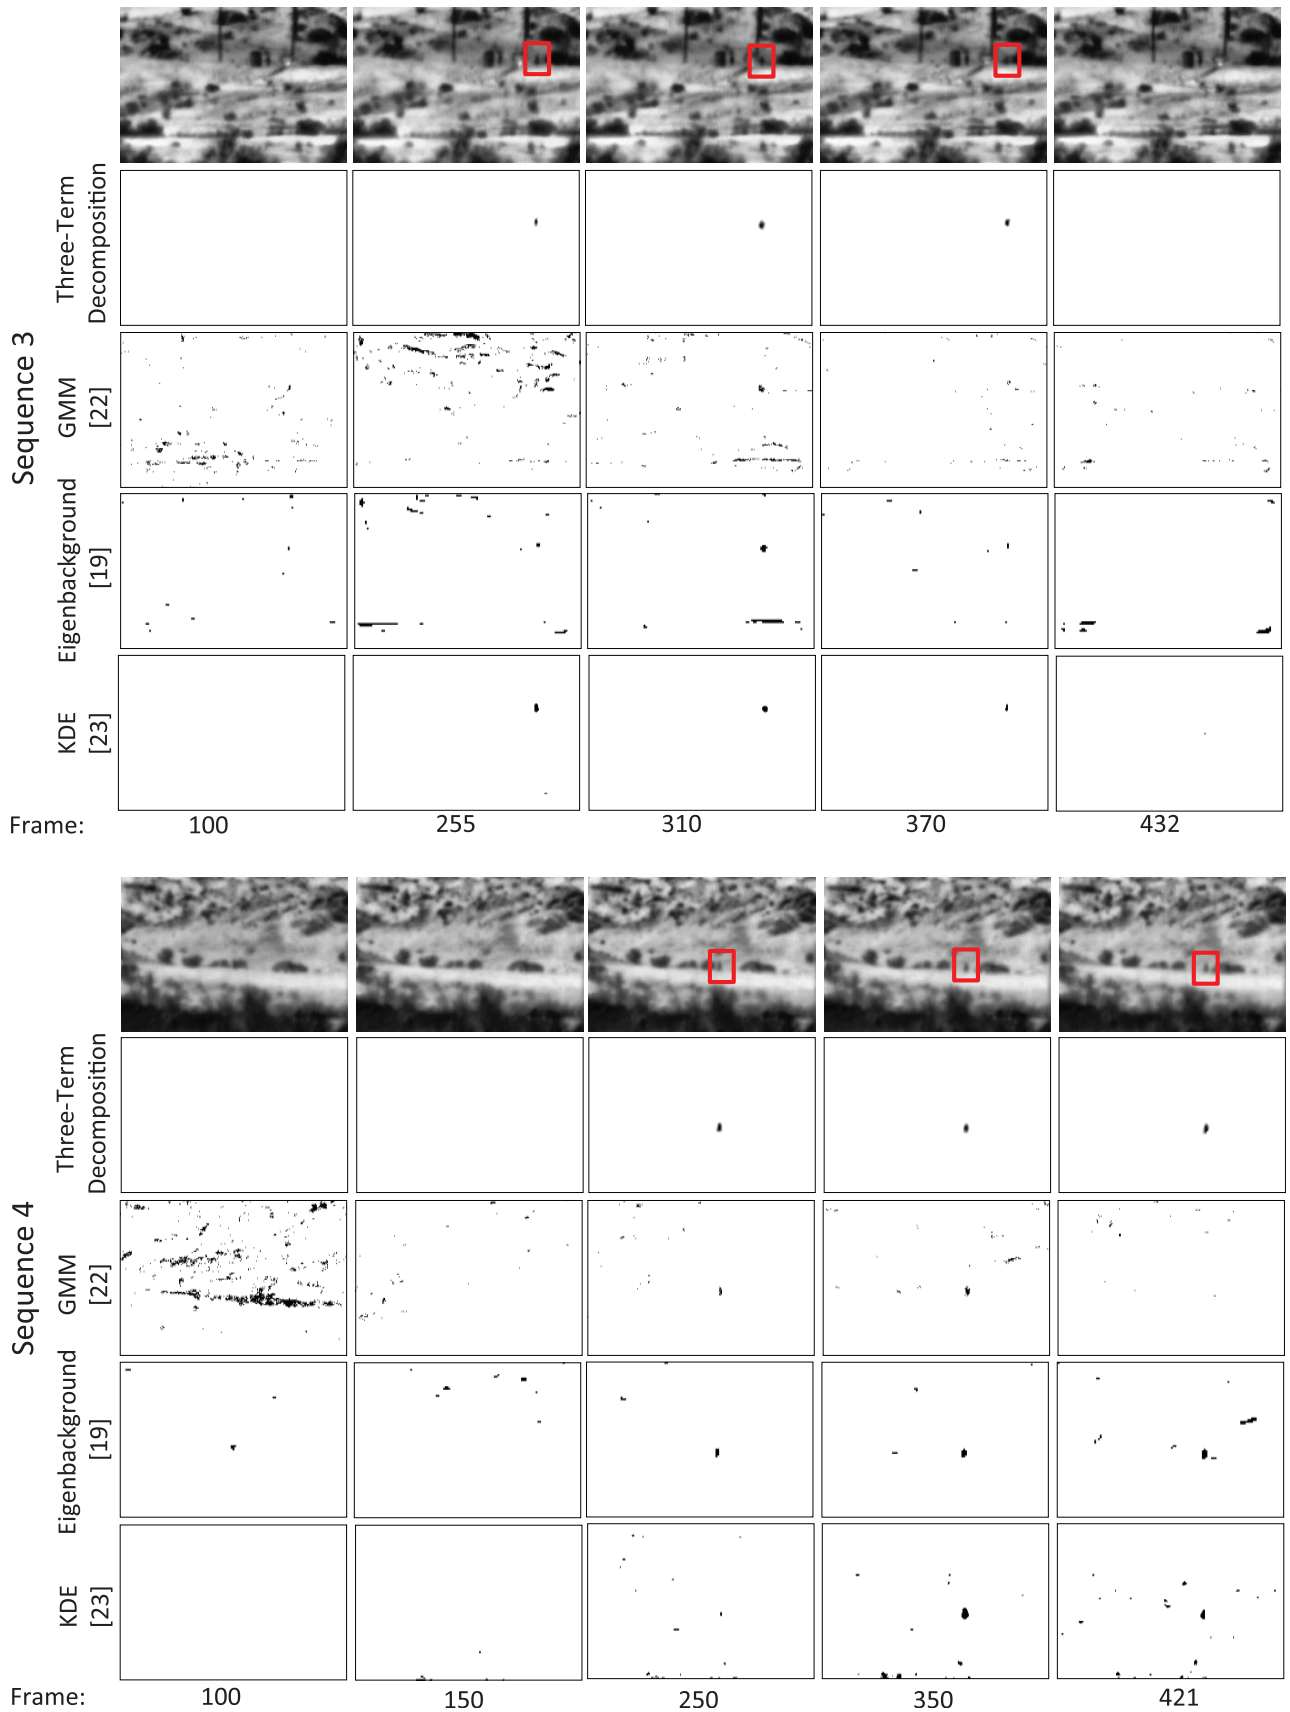 Sequence 3
Three-Term
Decomposition
GMM
[22]
Eigenbackground
[19]
KDE
[23]
Frame: 100 255 310 370 432
Sequence 4
Three-Term
Decomposition
GMM
[22]
Eigenbackground
[19]
KDE
[23]
Frame: 100 150 250 350 421